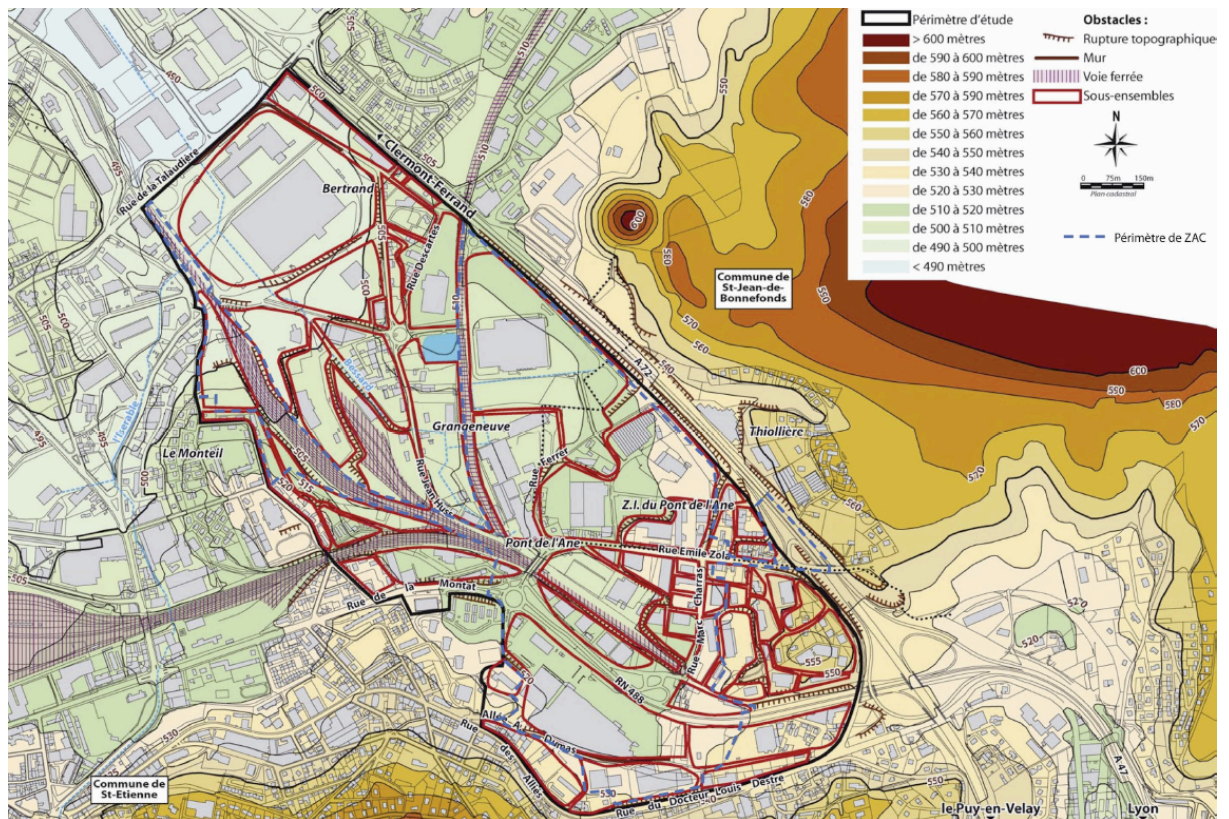 Périmètre d'étude
> 600 mètres
de 590 à 600 mètres
de 580 à 590 mètres
de 570 à 590 mètres
de 560 à 570 mètres
de 550 à 560 mètres
de 540 à 550 mètres
de 530 à 540 mètres
de 520 à 530 mètres
de 510 à 520 mètres
de 500 à 510 mètres
de 490 à 500 mètres
< 490 mètres
Obstacles :
Rupture topographique
Mur
Voie ferrée
Sous-ensembles
N
0 75m 150m
Plan cadastral
Périmètre de ZAC
Rue de la Talaudière
Clermont-Ferrand
Bertrand
Rue Descartes
Commune de
St-Jean-de-
Bonnefonds
A 72
Thiollière
l'Iserable
Le Monteil
Grangeneuve
Rue Jean Huss
Rue Ferrer
Z.I. du Pont de l'Ane
Pont de l'Ane
Rue Emile Zola
Rue Marc Charras
Rue de la Montat
RN 488
Allée A. Dumas
Rue des Alliés
Rue du Docteur Louis Destre
Commune de
St-Etienne
le Puy-en-Velay
Lyon
A 47
460
495
500
505
510
515
520
530
540
550
555
560
570
580
600